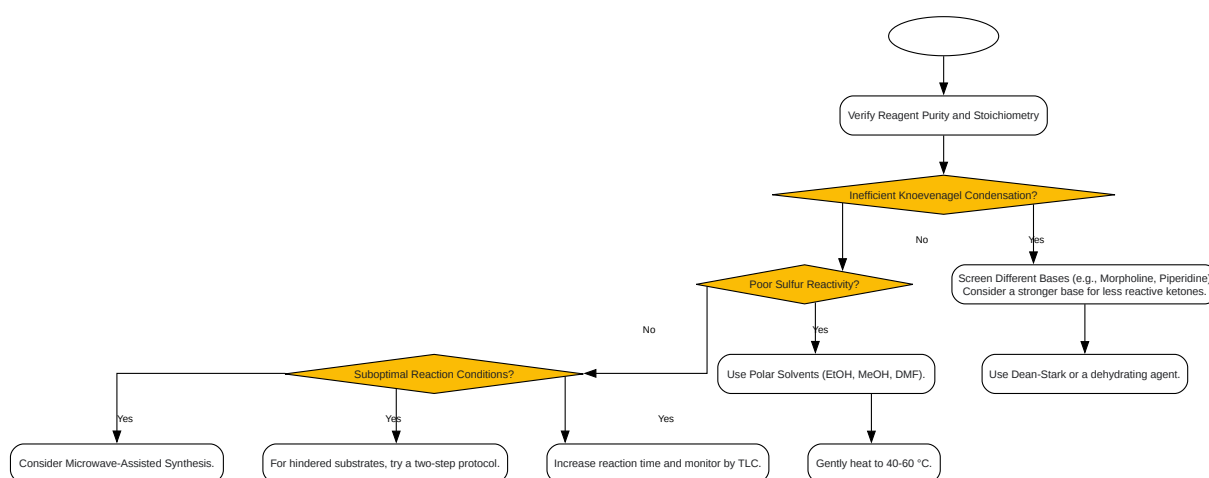 Verify Reagent Purity and Stoichiometry
Inefficient Knoevenagel Condensation?
No
Yes
Poor Sulfur Reactivity?
Screen Different Bases (e.g., Morpholine, Piperidine)
Consider a stronger base for less reactive ketones.
No
Yes
Suboptimal Reaction Conditions?
Use Polar Solvents (EtOH, MeOH, DMF).
Use Dean-Stark or a dehydrating agent.
Yes
Yes
Yes
Consider Microwave-Assisted Synthesis.
For hindered substrates, try a two-step protocol.
Increase reaction time and monitor by TLC.
Gently heat to 40-60 °C.